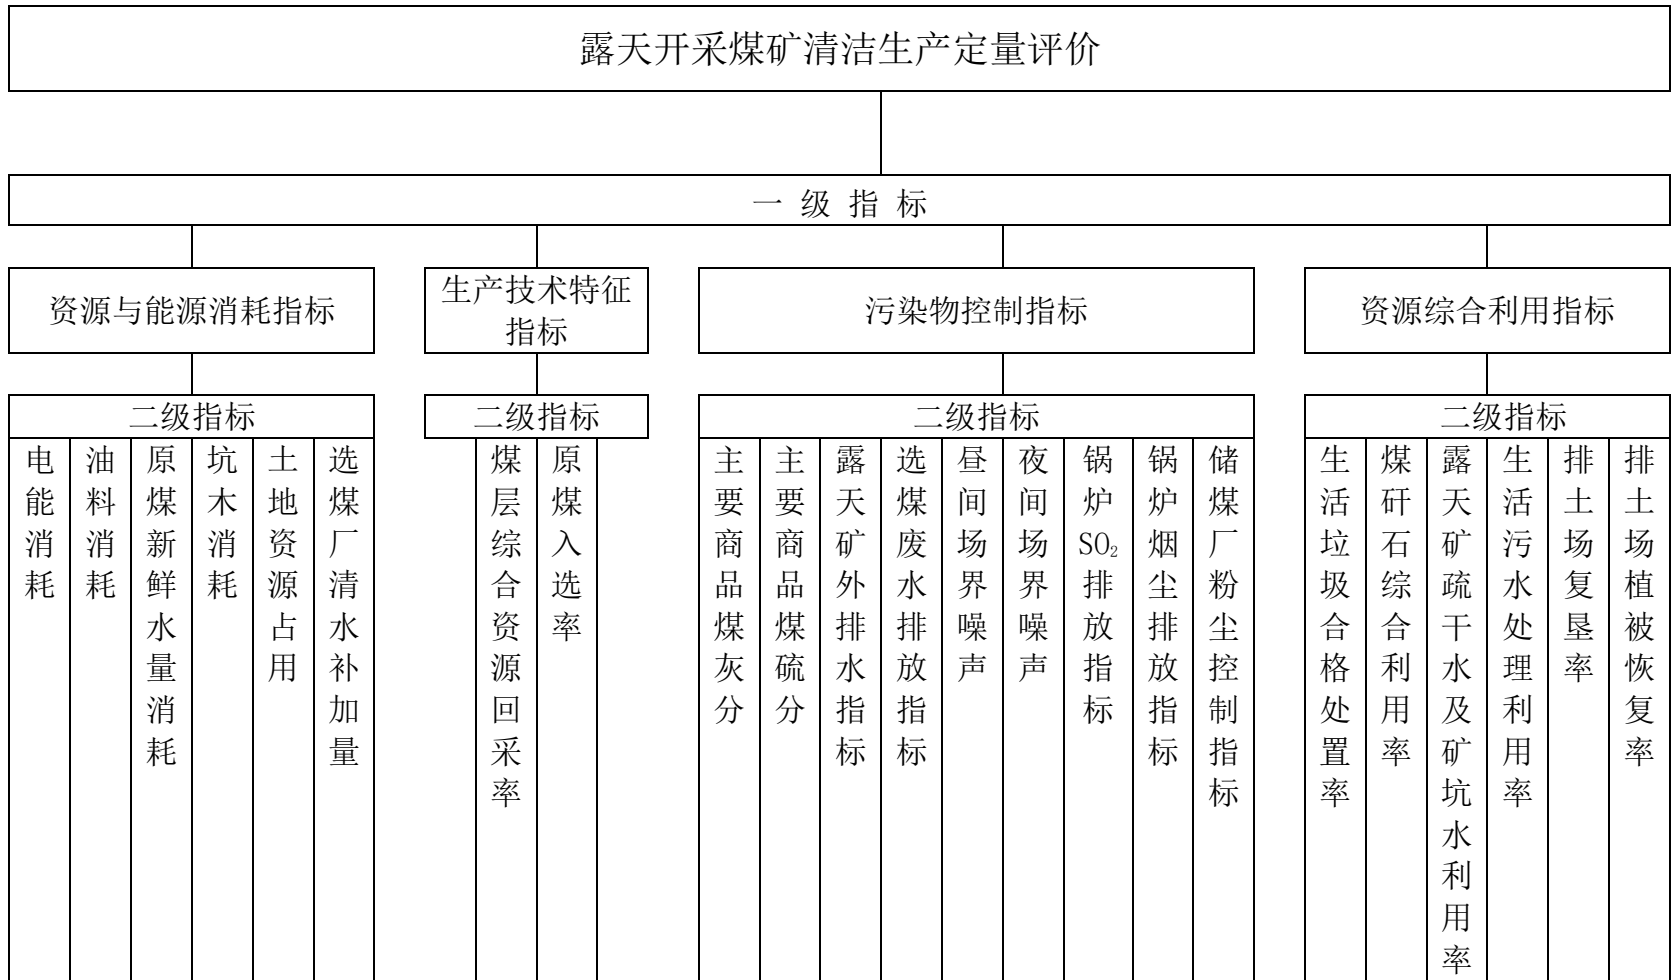 露天开采煤矿清洁生产定量评价
一 级 指 标
资源与能源消耗指标
生产技术特征
指标
污染物控制指标
资源综合利用指标
二级指标
二级指标
二级指标
二级指标
电能消耗
油料消耗
原煤新鲜水量消耗
坑木消耗
土地资源占用
选煤厂清水补加量
煤层综合资源回采率
原煤入选率
主要商品煤灰分
主要商品煤硫分
露天矿外排水指标
选煤废水排放指标
昼间场界噪声
夜间场界噪声
锅炉SO₂排放指标
锅炉烟尘排放指标
储煤厂粉尘控制指标
生活垃圾合格处置率
煤矸石综合利用率
露天矿疏干水及矿坑水利用率
生活污水处理利用率
排土场复垦率
排土场植被恢复率